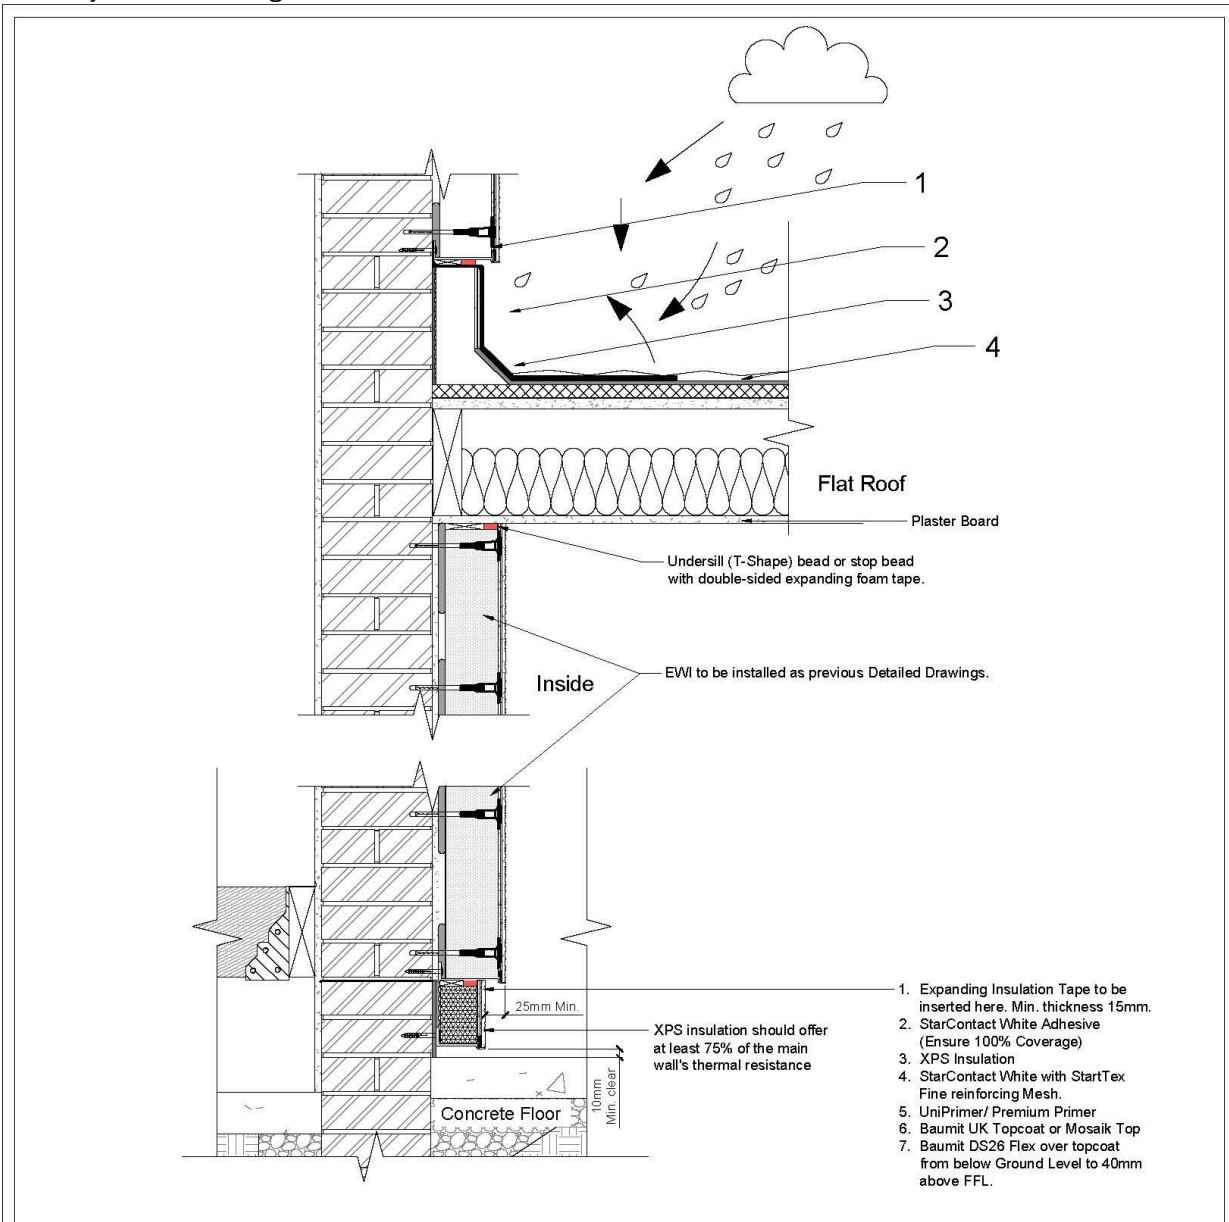 1
2
3
4
Flat Roof
Plaster Board
Undersill (T-Shape) bead or stop bead
with double-sided expanding foam tape.
EWI to be installed as previous Detailed Drawings.
Inside
25mm Min.
XPS insulation should offer
at least 75% of the main
wall's thermal resistance
10mm
Min. clear
Concrete Floor
1. Expanding Insulation Tape to be
inserted here. Min. thickness 15mm.
2. StarContact White Adhesive
(Ensure 100% Coverage)
3. XPS Insulation
4. StarContact White with StartTex
Fine reinforcing Mesh.
5. UniPrimer/ Premium Primer
6. Baumit UK Topcoat or Mosaik Top
7. Baumit DS26 Flex over topcoat
from below Ground Level to 40mm
above FFL.